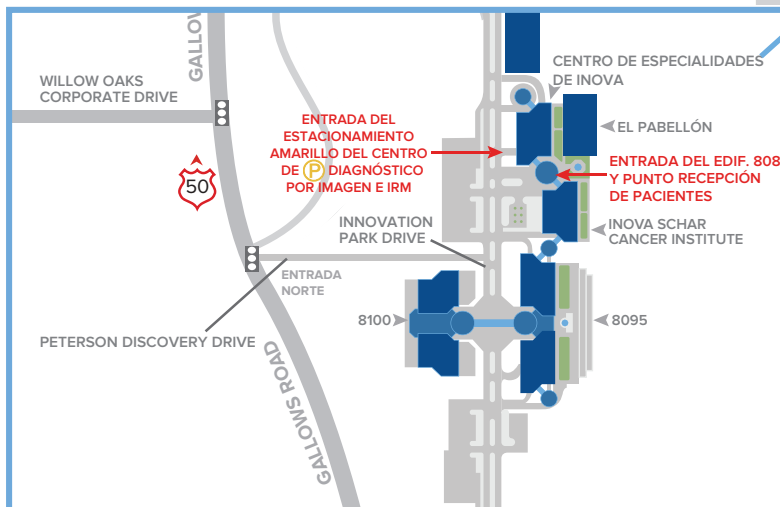 GALLOW
WILLOW OAKS
CORPORATE DRIVE
50
ENTRADA DEL
ESTACIONAMIENTO
AMARILLO DEL CENTRO
DE P DIAGNÓSTICO
POR IMAGEN E IRM
CENTRO DE ESPECIALIDADES
DE INOVA
EL PABELLÓN
ENTRADA DEL EDIF. 808
Y PUNTO RECEPCIÓN
DE PACIENTES
INNOVATION
PARK DRIVE
INOVA SCHAR
CANCER INSTITUTE
ENTRADA
NORTE
PETERSON DISCOVERY DRIVE
8100
8095
GALLOWS ROAD